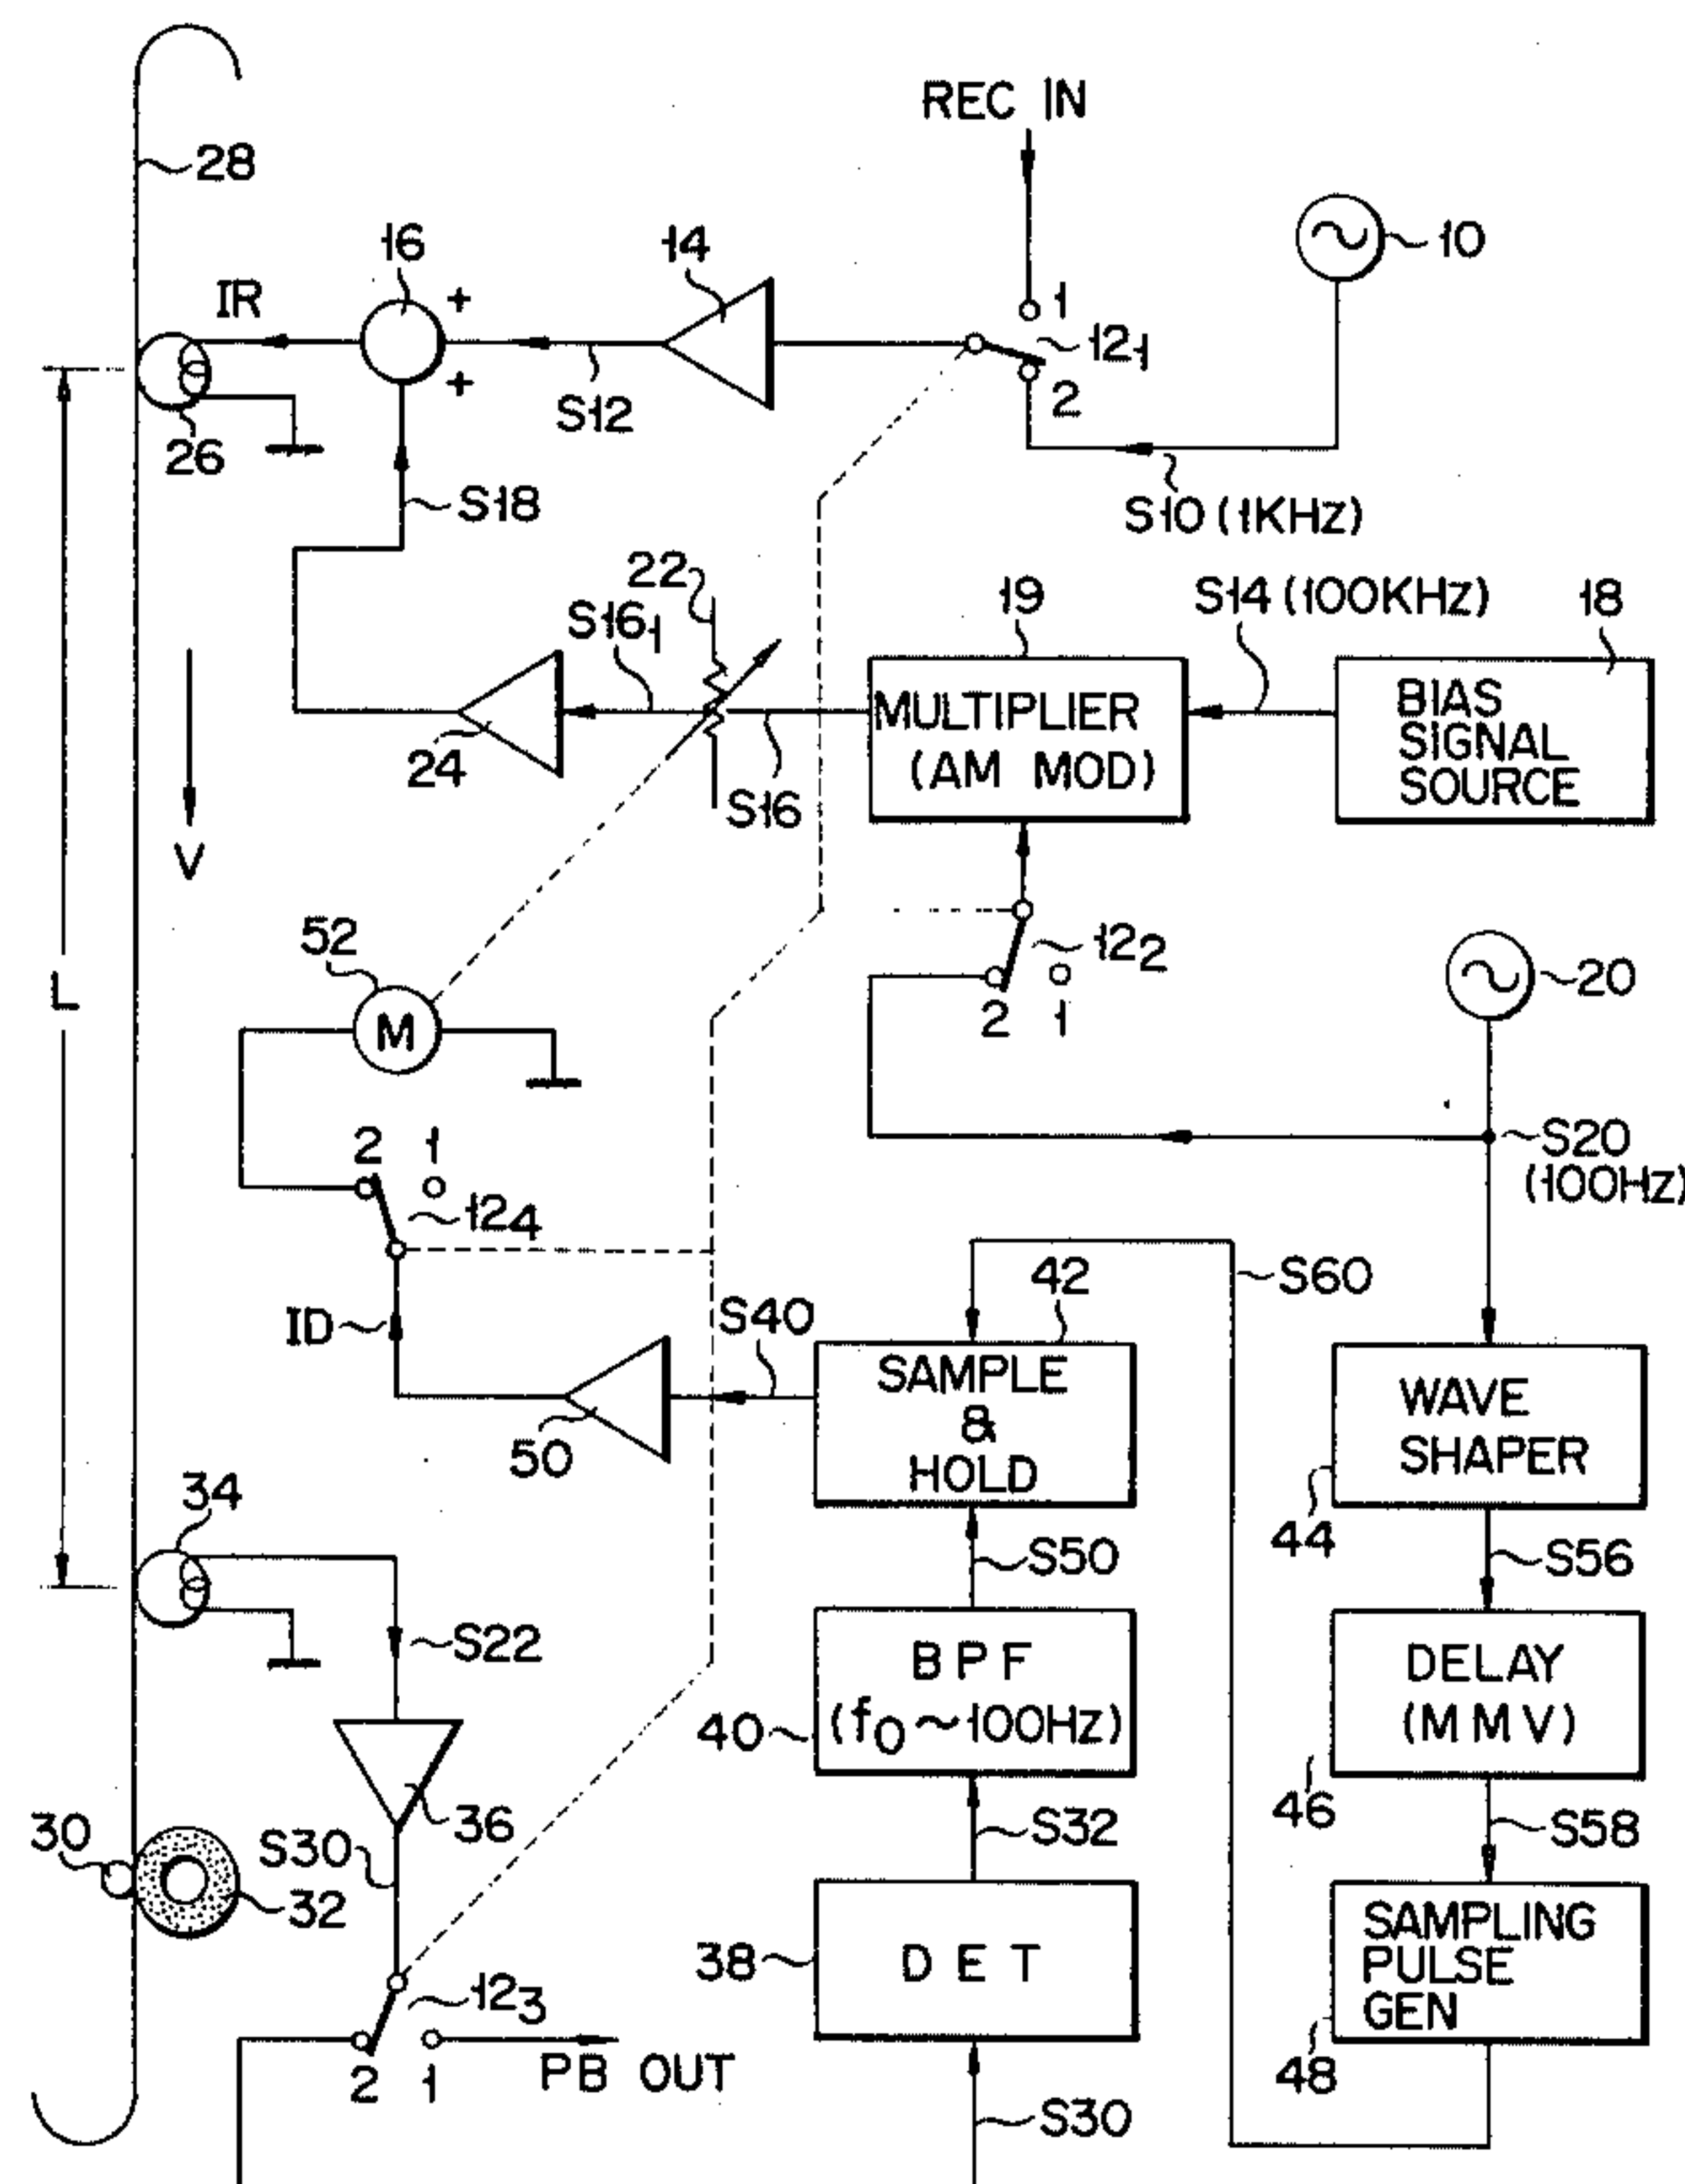 REC IN
28
16
14
10
IR
+
1
12₁
+
2
26
S12
S18
S10 (1KHz)
22
S16₁
19
S14 (100KHZ)
18
MULTIPLIER
(AM MOD)
BIAS
SIGNAL
SOURCE
24
S16
V
52
12₂
20
L
M
2 1
2 1
S20
(100HZ)
12₄
S60
42
ID
S40
SAMPLE
&
HOLD
WAVE
SHAPER
50
34
44
S50
S56
S22
BPF
(f₀~100HZ)
DELAY
(MMV)
40
46
36
30
S30
S32
S58
32
38
DET
SAMPLING
PULSE
GEN
12₃
2 1
PB OUT
48
S30